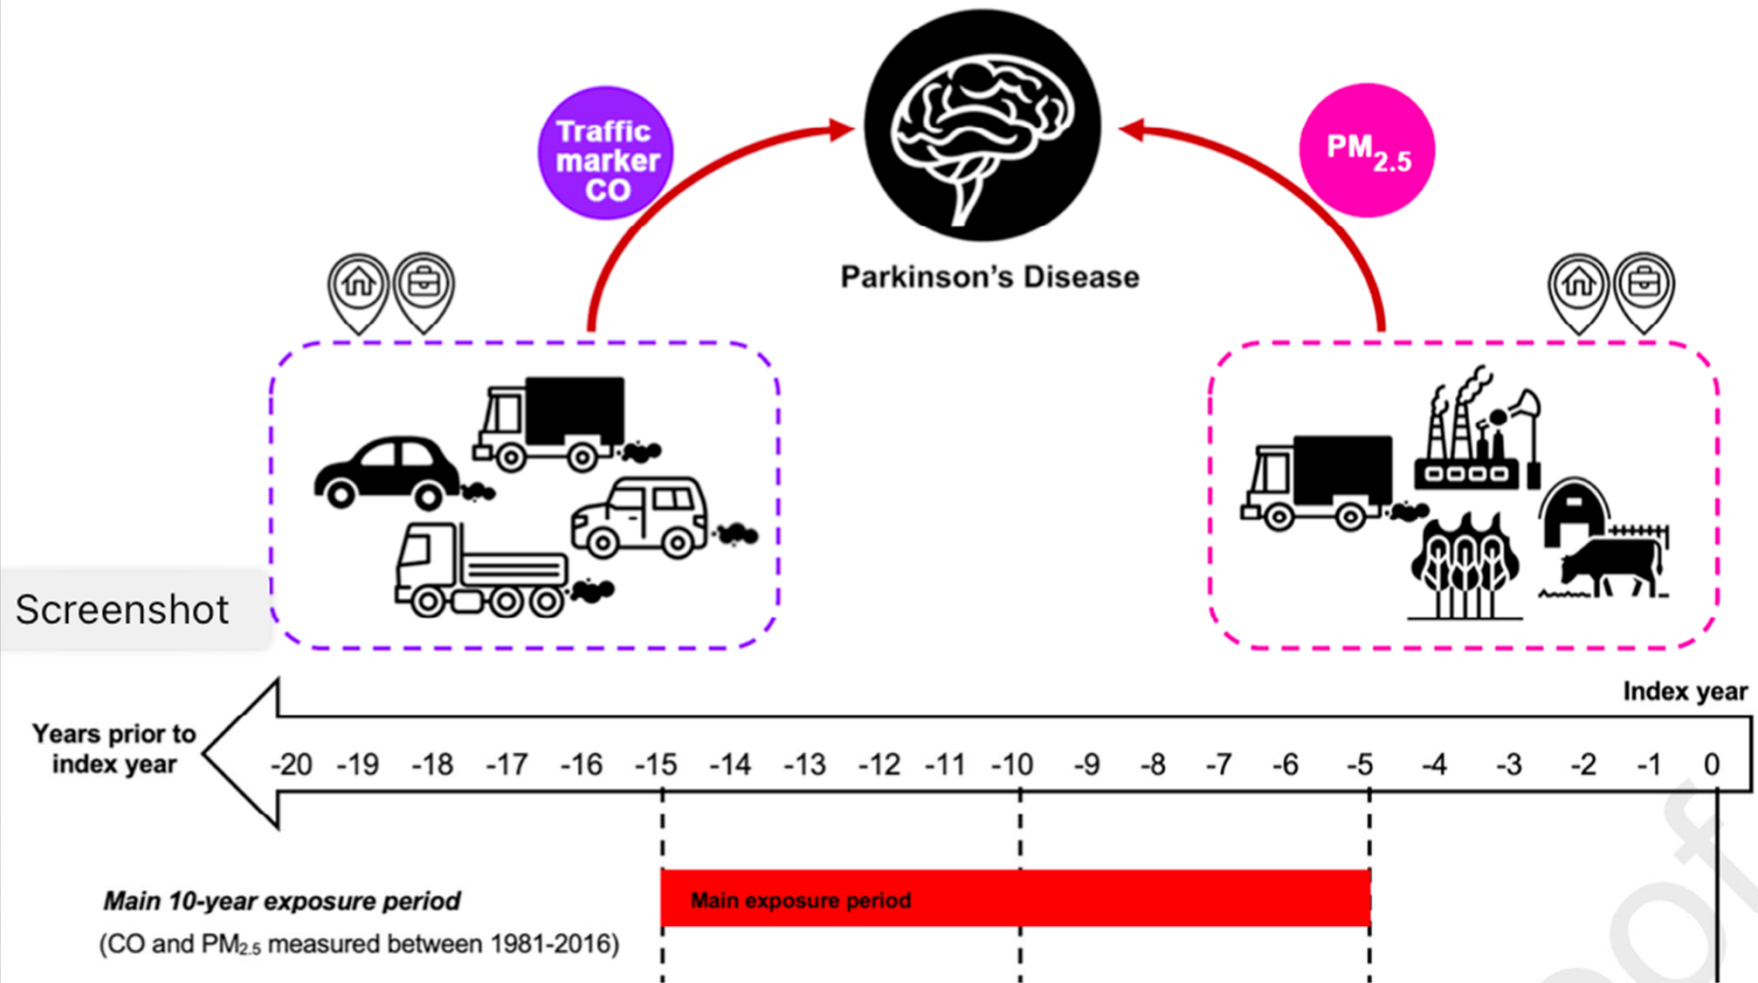 Traffic
marker
CO
PM2.5
Parkinson's Disease
Screenshot
Index year
Years prior to
index year
-20 -19 -18 -17 -16 -15 -14 -13 -12 -11 -10 -9 -8 -7 -6 -5 -4 -3 -2 -1 0
Main 10-year exposure period
Main exposure period
(CO and PM2.5 measured between 1981-2016)
oof